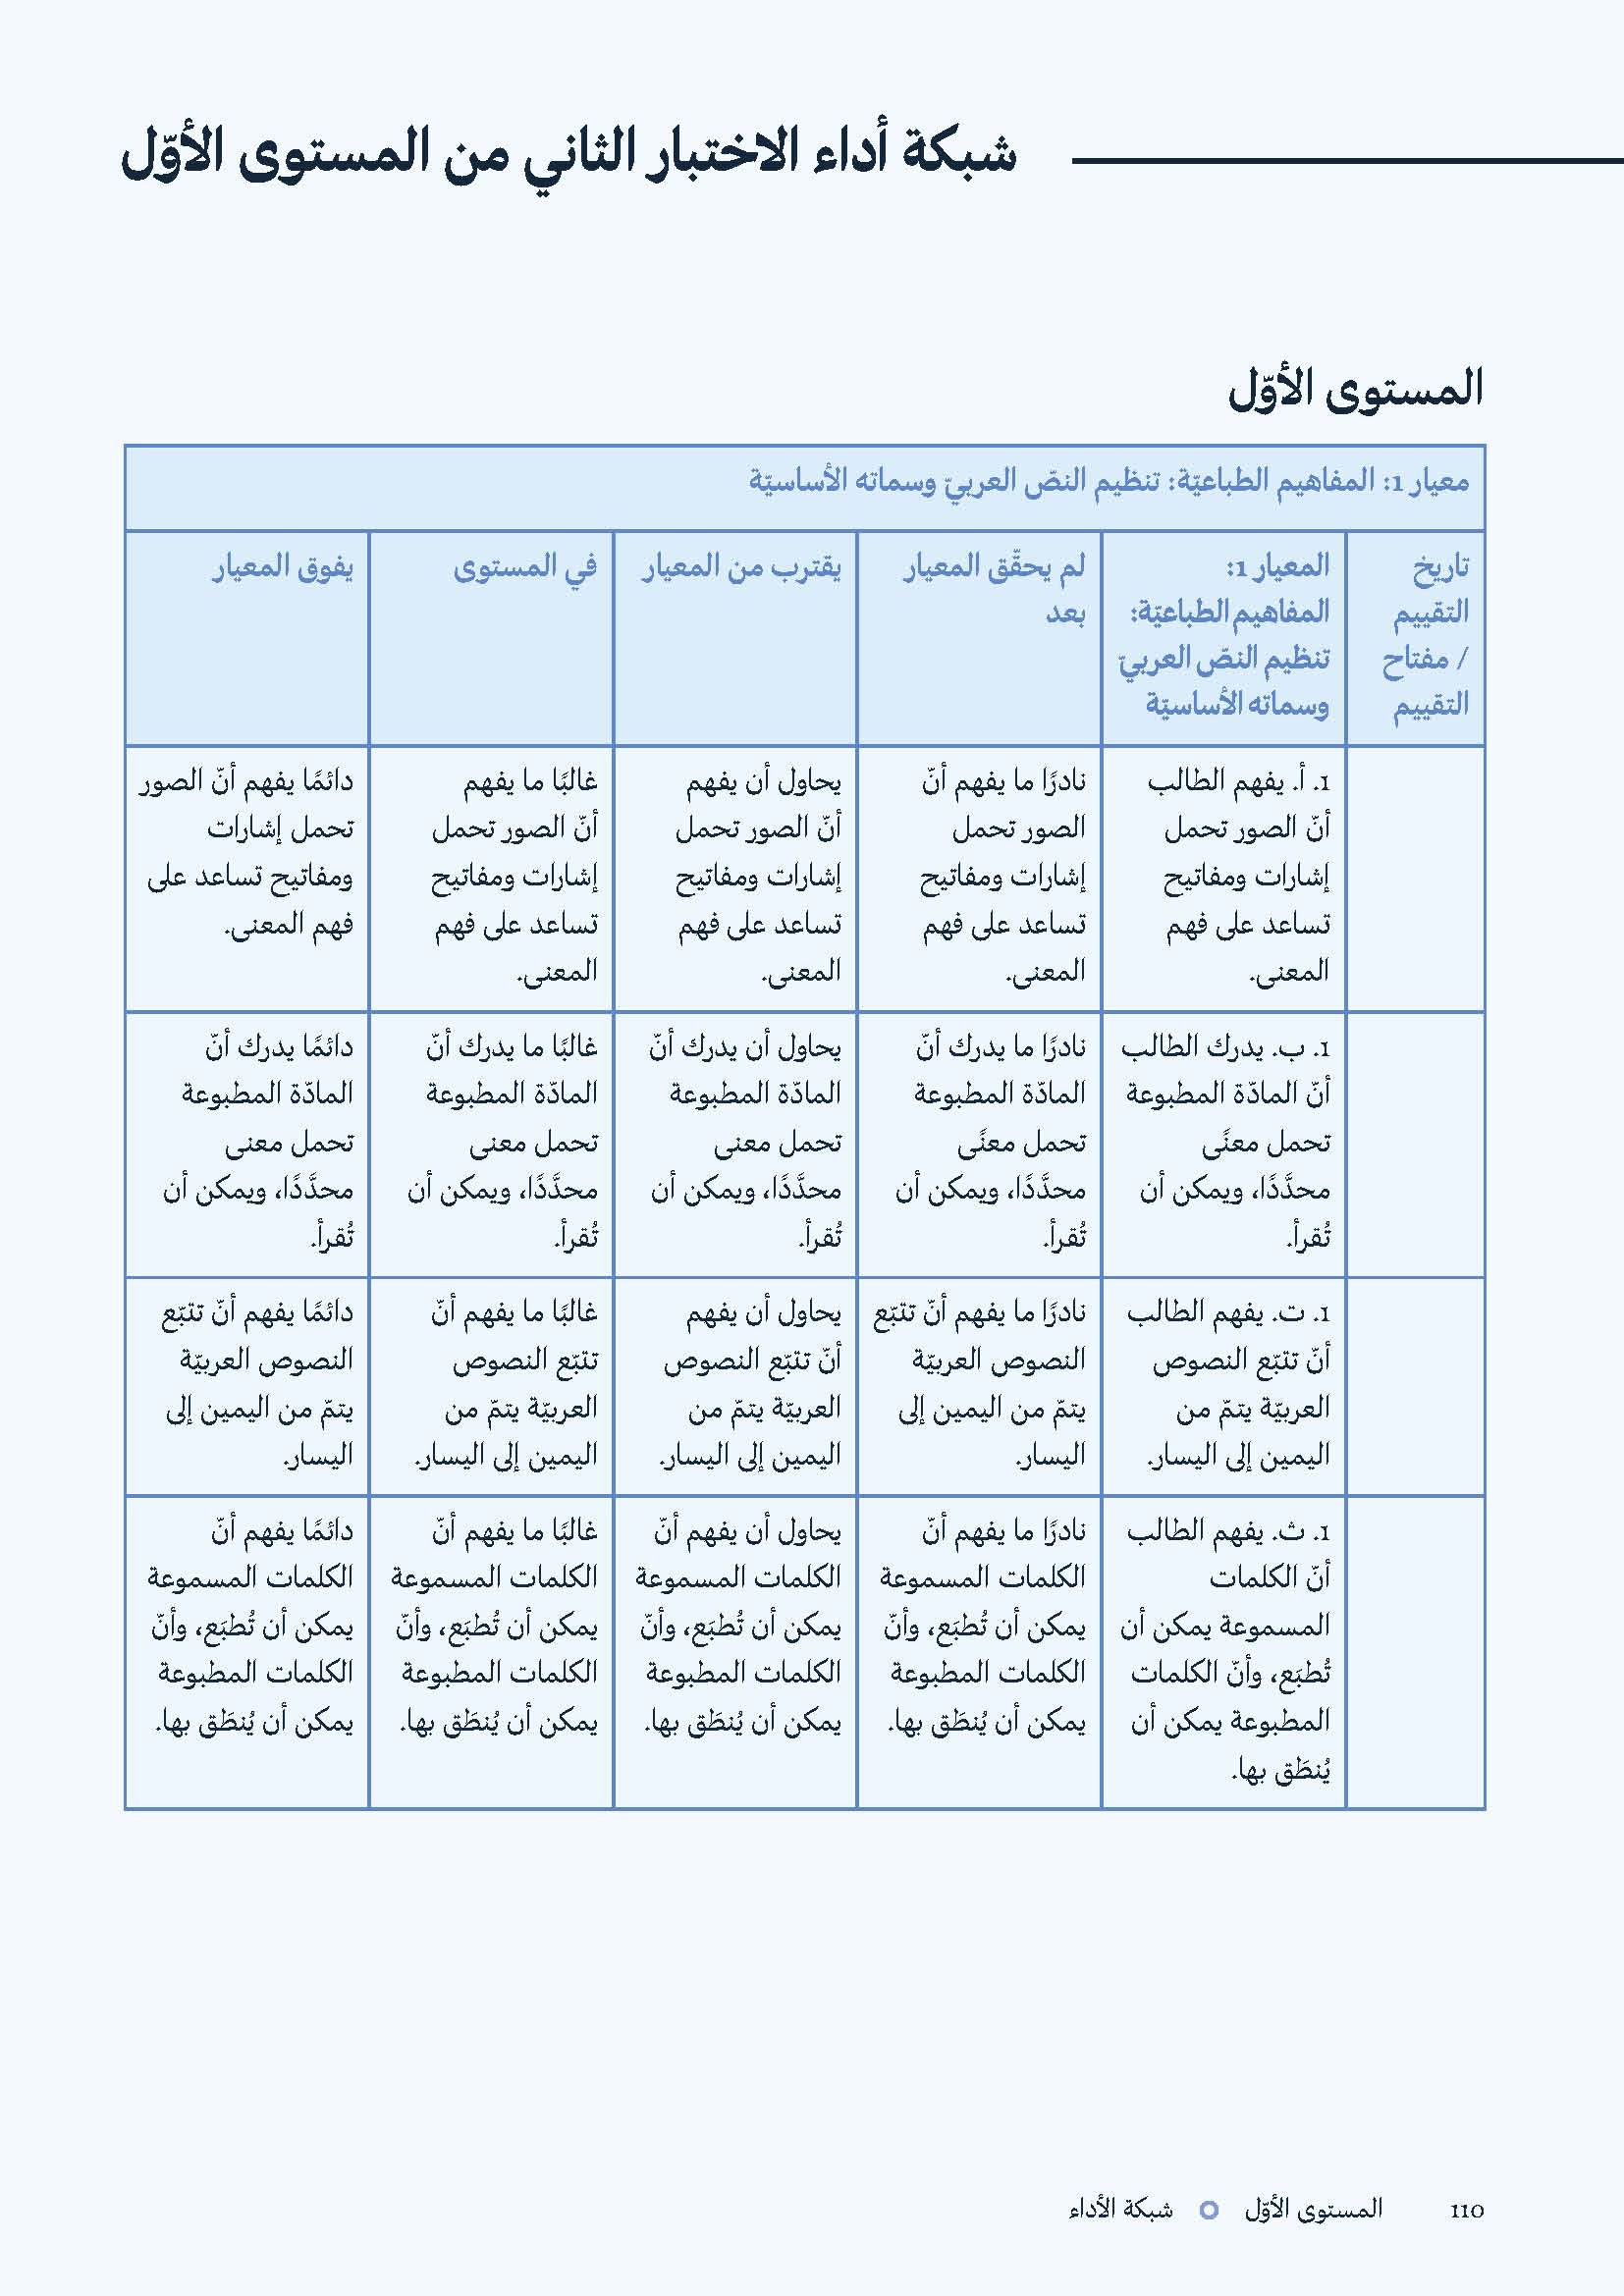 شبكة أداء الاختبار الثاني من المستوى الأوّل
المستوى الأوّل
معيار 1: المفاهيم الطباعيّة: تنظيم النصّ العربيّ وسماته الأساسيّة
تاريخ
التقييم
/ مفتاح
التقييم
المعيار 1:
المفاهيم الطباعيّة:
تنظيم النصّ العربيّ
وسماته الأساسيّة
لم يحقّق المعيار
بعد
يقترب من المعيار
في المستوى
يفوق المعيار
1. أ. يفهم الطالب
أنّ الصور تحمل
إشارات ومفاتيح
تساعد على فهم
المعنى.
نادرًا ما يفهم أنّ
الصور تحمل
إشارات ومفاتيح
تساعد على فهم
المعنى.
يحاول أن يفهم
أنّ الصور تحمل
إشارات ومفاتيح
تساعد على فهم
المعنى.
غالبًا ما يفهم
أنّ الصور تحمل
إشارات ومفاتيح
تساعد على فهم
المعنى.
دائمًا يفهم أنّ الصور
تحمل إشارات
ومفاتيح تساعد على
فهم المعنى.
1. ب. يدرك الطالب
أنّ المادّة المطبوعة
تحمل معنًى
محدَّدًا، ويمكن أن
تُقرأ.
نادرًا ما يدرك أنّ
المادّة المطبوعة
تحمل معنًى
محدَّدًا، ويمكن أن
تُقرأ.
يحاول أن يدرك أنّ
المادّة المطبوعة
تحمل معنى
محدَّدًا، ويمكن أن
تُقرأ.
غالبًا ما يدرك أنّ
المادّة المطبوعة
تحمل معنى
محدَّدًا، ويمكن أن
تُقرأ.
دائمًا يدرك أنّ
المادّة المطبوعة
تحمل معنى
محدَّدًا، ويمكن أن
تُقرأ.
1. ت. يفهم الطالب
أنّ تتبّع النصوص
العربيّة يتمّ من
اليمين إلى اليسار.
نادرًا ما يفهم أنّ تتبّع
النصوص العربيّة
يتمّ من اليمين إلى
اليسار.
يحاول أن يفهم
أنّ تتبّع النصوص
العربيّة يتمّ من
اليمين إلى اليسار.
غالبًا ما يفهم أنّ
تتبّع النصوص
العربيّة يتمّ من
اليمين إلى اليسار.
دائمًا يفهم أنّ تتبّع
النصوص العربيّة
يتمّ من اليمين إلى
اليسار.
1. ث. يفهم الطالب
أنّ الكلمات
المسموعة يمكن أن
تُطبَع، وأنّ الكلمات
المطبوعة يمكن أن
يُنطَق بها.
نادرًا ما يفهم أنّ
الكلمات المسموعة
يمكن أن تُطبَع، وأنّ
الكلمات المطبوعة
يمكن أن يُنطَق بها.
يحاول أن يفهم أنّ
الكلمات المسموعة
يمكن أن تُطبَع، وأنّ
الكلمات المطبوعة
يمكن أن يُنطَق بها.
غالبًا ما يفهم أنّ
الكلمات المسموعة
يمكن أن تُطبَع، وأنّ
الكلمات المطبوعة
يمكن أن يُنطَق بها.
دائمًا يفهم أنّ
الكلمات المسموعة
يمكن أن تُطبَع، وأنّ
الكلمات المطبوعة
يمكن أن يُنطَق بها.
110 المستوى الأوّل شبكة الأداء